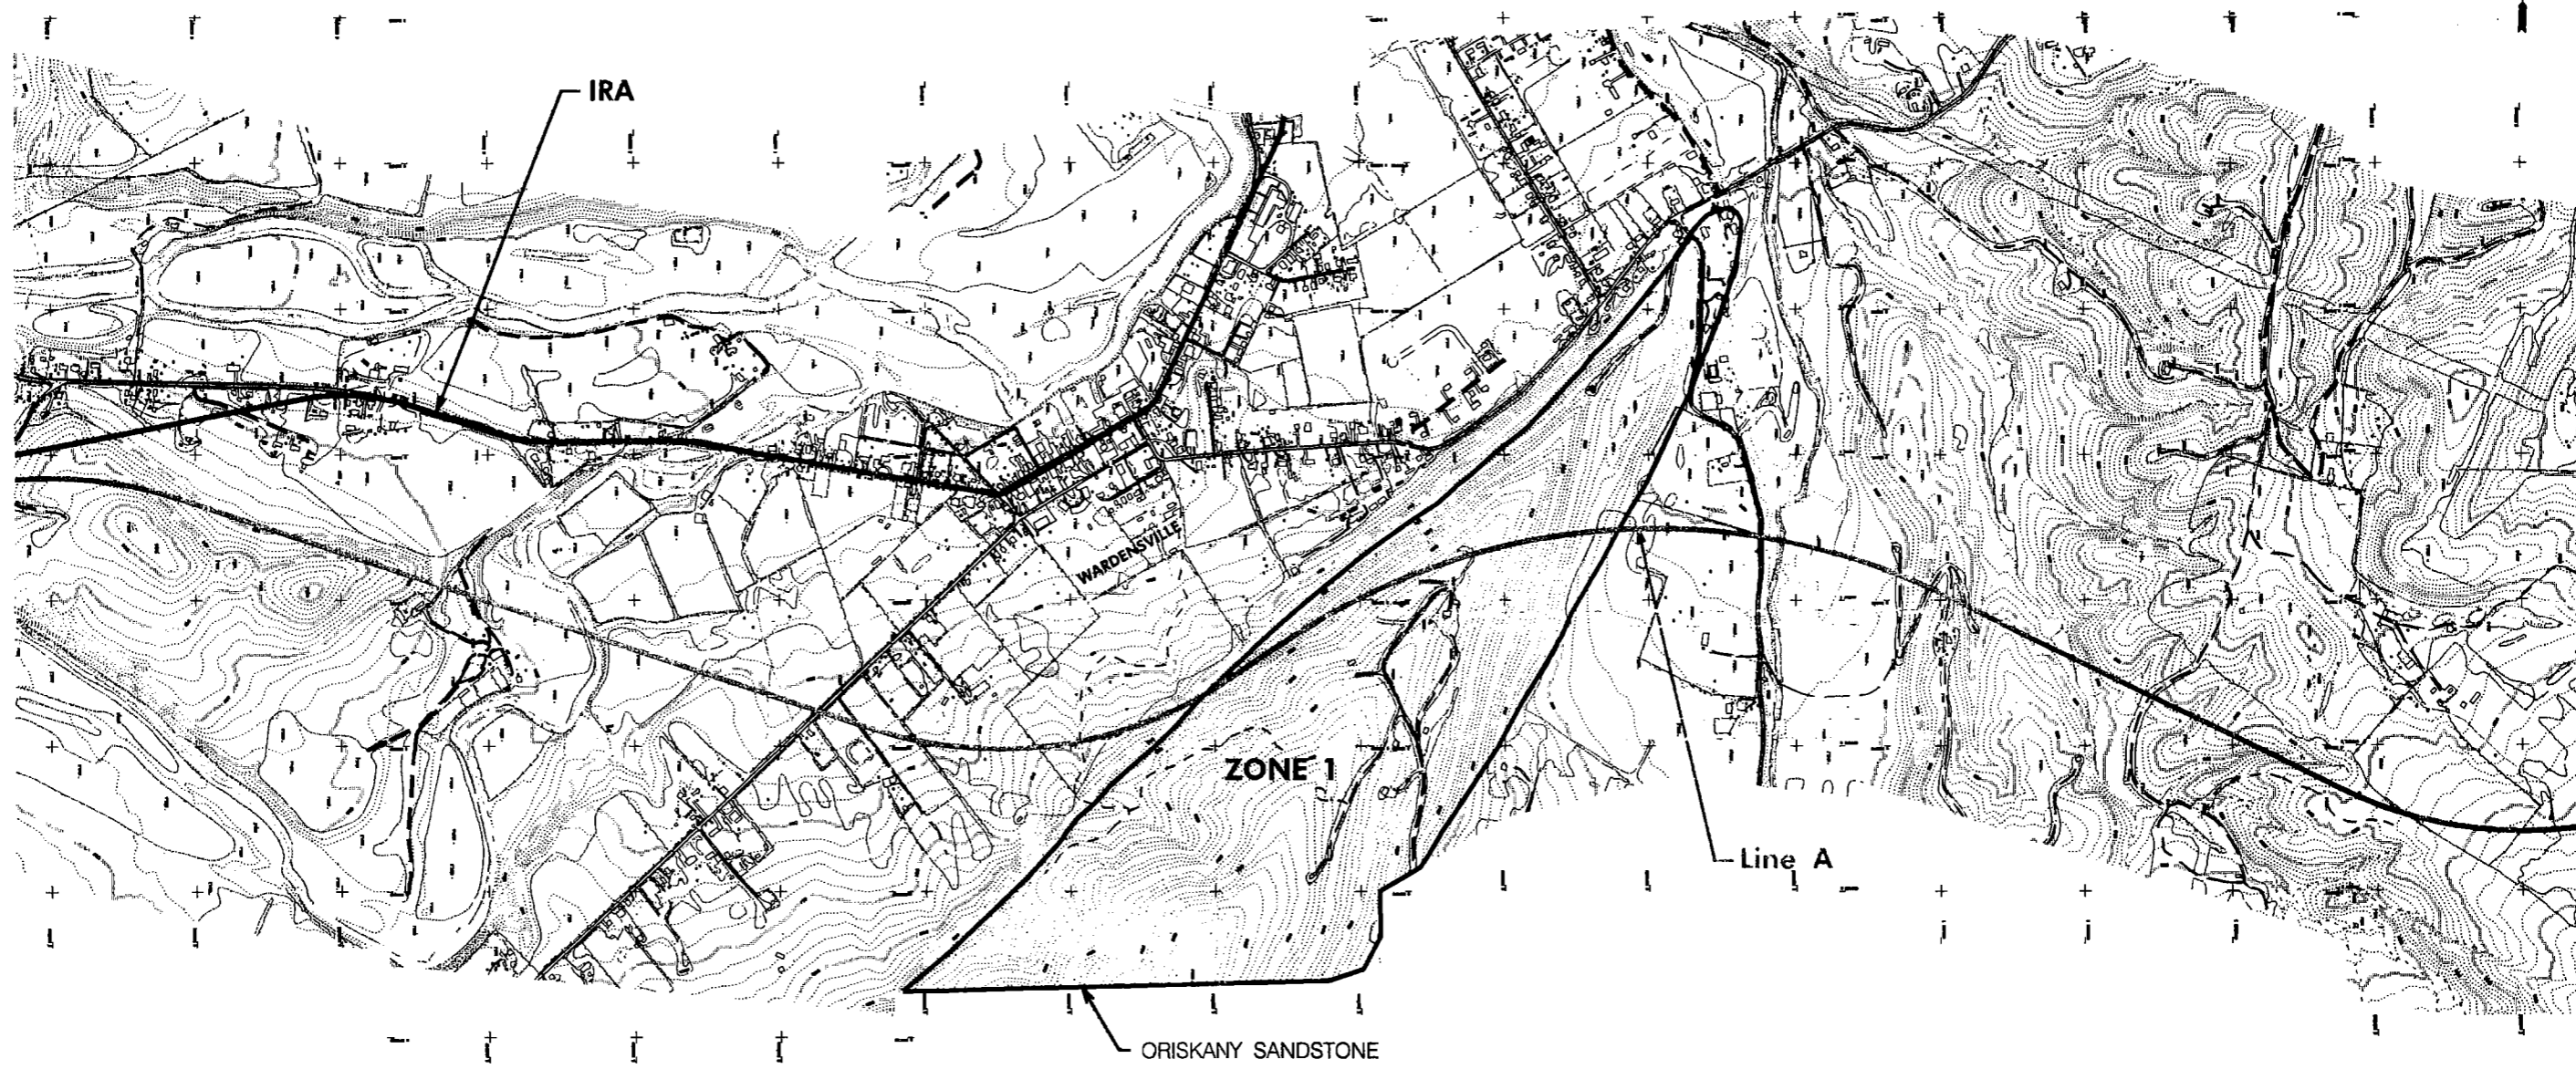 IRA
WARDENSVILLE
ZONE 1
Line A
ORISKANY SANDSTONE